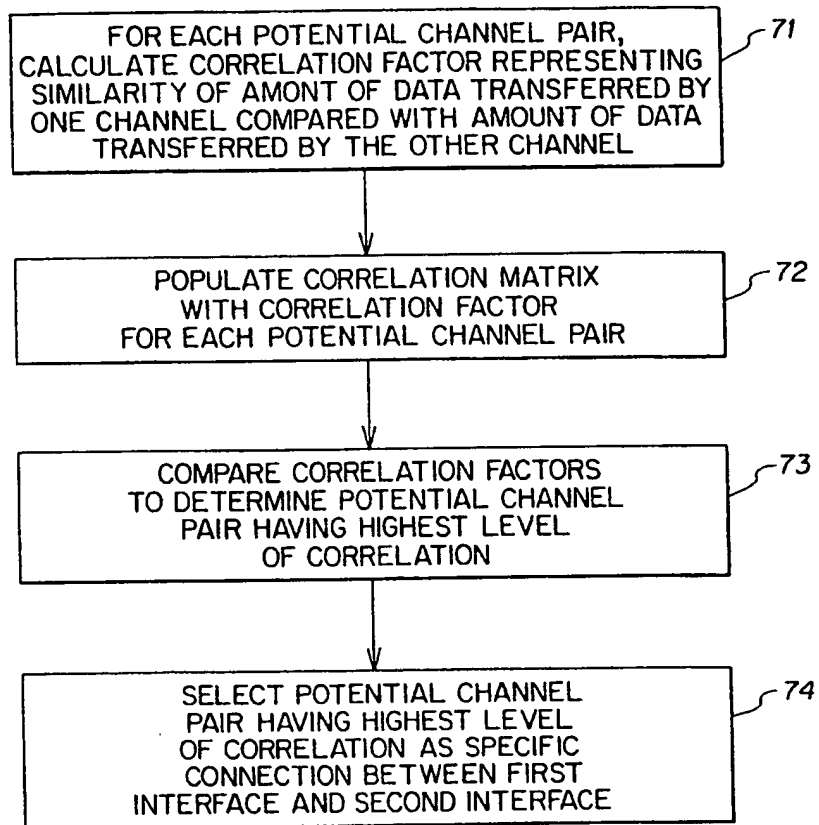 FOR EACH POTENTIAL CHANNEL PAIR,
CALCULATE CORRELATION FACTOR REPRESENTING
SIMILARITY OF AMONT OF DATA TRANSFERRED BY
ONE CHANNEL COMPARED WITH AMOUNT OF DATA
TRANSFERRED BY THE OTHER CHANNEL
71
POPULATE CORRELATION MATRIX
WITH CORRELATION FACTOR
FOR EACH POTENTIAL CHANNEL PAIR
72
COMPARE CORRELATION FACTORS
TO DETERMINE POTENTIAL CHANNEL
PAIR HAVING HIGHEST LEVEL
OF CORRELATION
73
SELECT POTENTIAL CHANNEL
PAIR HAVING HIGHEST LEVEL
OF CORRELATION AS SPECIFIC
CONNECTION BETWEEN FIRST
INTERFACE AND SECOND INTERFACE
74